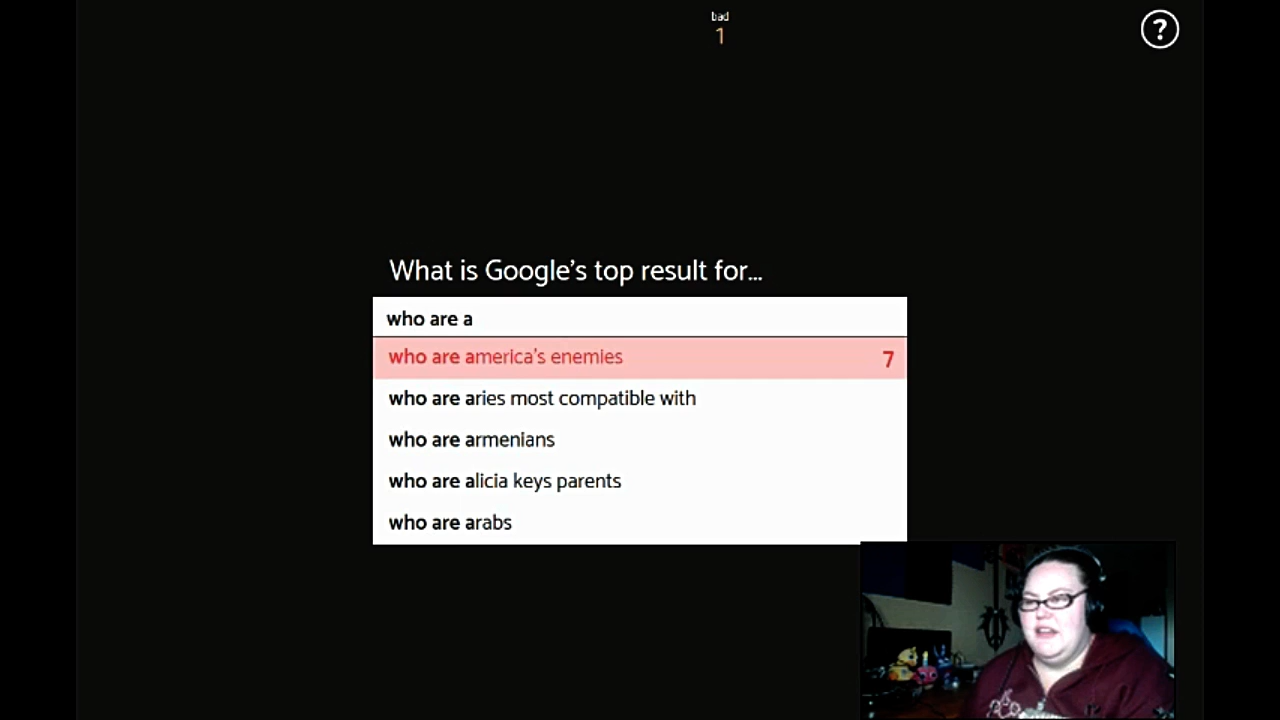 bad
1
?
What is Google's top result for...
who are a
who are america's enemies 7
who are aries most compatible with
who are armenians
who are alicia keys parents
who are arabs